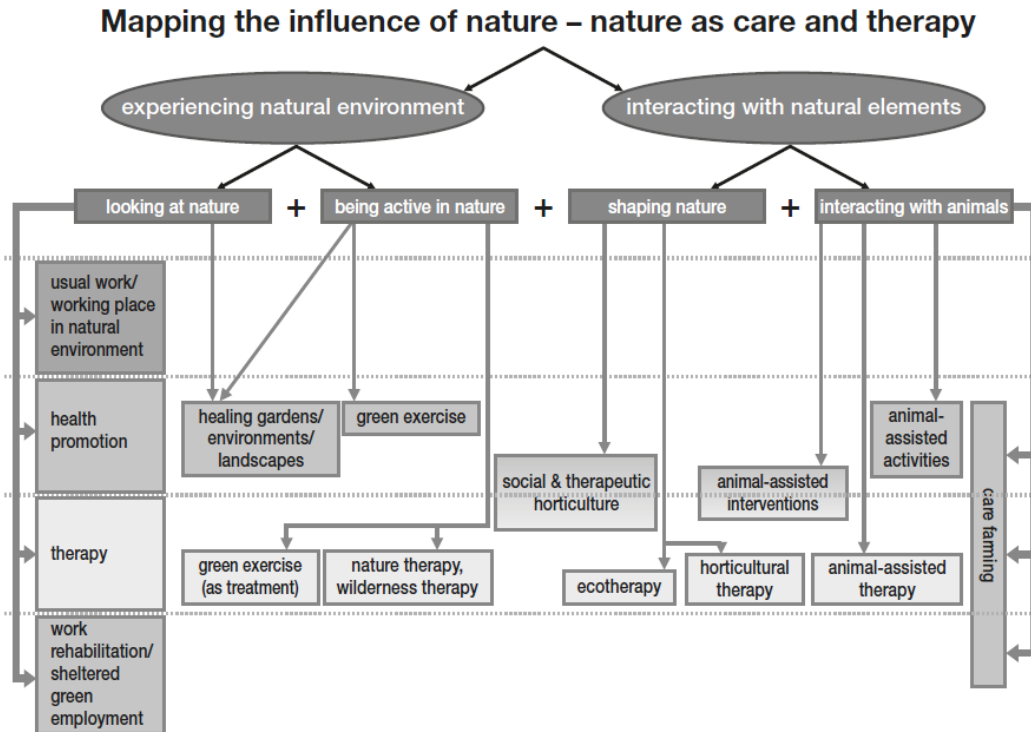 Mapping the influence of nature – nature as care and therapy
experiencing natural environment
interacting with natural elements
looking at nature
+
being active in nature
+
shaping nature
+
interacting with animals
usual work/
working place
in natural
environment
health
promotion
healing gardens/
environments/
landscapes
green exercise
animal-
assisted
activities
social & therapeutic
horticulture
animal-assisted
interventions
care farming
therapy
green exercise
(as treatment)
nature therapy,
wilderness therapy
ecotherapy
horticultural
therapy
animal-assisted
therapy
work
rehabilitation/
sheltered
green
employment